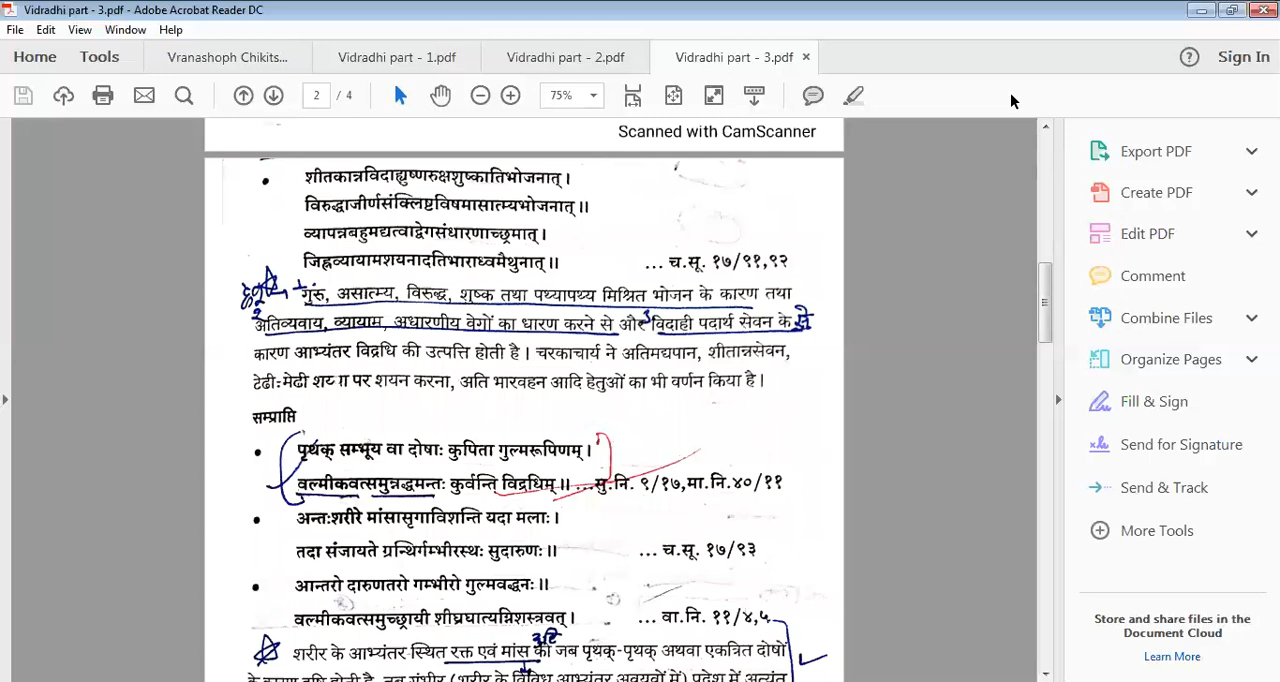 Vidradhi part - 3.pdf - Adobe Acrobat Reader DC
File Edit View Window Help
Home Tools Vranashoph Chikits... Vidradhi part - 1.pdf Vidradhi part - 2.pdf Vidradhi part - 3.pdf × Sign In
2 / 4 75%
Scanned with CamScanner
• शीतकान्नविदाह्युष्णरुक्षशुष्कातिभोजनात् ।
विरुद्धाजीर्णसंक्लिष्टविषमासात्म्यभोजनात् ॥
व्यापन्नबहुमद्यत्वाद्वेगसंधारणाच्छ्रमात् ।
जिह्मव्यायामशयनादतिभाराध्वमैथुनात् ॥ ... च.सू. १७/९१,९२
गुरु, असात्म्य, विरुद्ध, शुष्क तथा पथ्यापथ्य मिश्रित भोजन के कारण तथा
अतिव्यवाय, व्यायाम, अधारणीय वेगों का धारण करने से और विदाही पदार्थ सेवन के
कारण आभ्यंतर विद्रधि की उत्पत्ति होती है । चरकाचार्य ने अतिमद्यपान, शीतान्नसेवन,
टेढी-मेढी शय्या पर शयन करना, अति भारवहन आदि हेतुओं का भी वर्णन किया है ।
सम्प्राप्ति
• पृथक् सम्भूय वा दोषाः कुपिता गुल्मरूपिणम् ।
वल्मीकवत्समुन्नद्धमन्तः कुर्वन्ति विद्रधिम् ॥ ...सु.नि. ९/१७,मा.नि.४०/११
• अन्तःशरीरे मांसासृगाविशन्ति यदा मलाः ।
तदा संजायते ग्रन्थिर्गम्भीरस्थः सुदारुणः ॥ ... च.सू. १७/९३
• आन्तरो दारुणतरो गम्भीरो गुल्मवद्धनः ॥
वल्मीकवत्समुच्छ्रायी शीघ्रघात्यग्निशस्त्रवत् । ... वा.नि. ११/४,५
शरीर के आभ्यंतर स्थित रक्त एवं मांस की जब पृथक्-पृथक् अथवा एकत्रित दोषों
के कारण दुष्टि होती है, तब गंभीर (शरीर के विविध आभ्यंतर अवयवों में) प्रदेश में अत्यंत
Export PDF
Create PDF
Edit PDF
Comment
Combine Files
Organize Pages
Fill & Sign
Send for Signature
Send & Track
More Tools
Store and share files in the
Document Cloud
Learn More